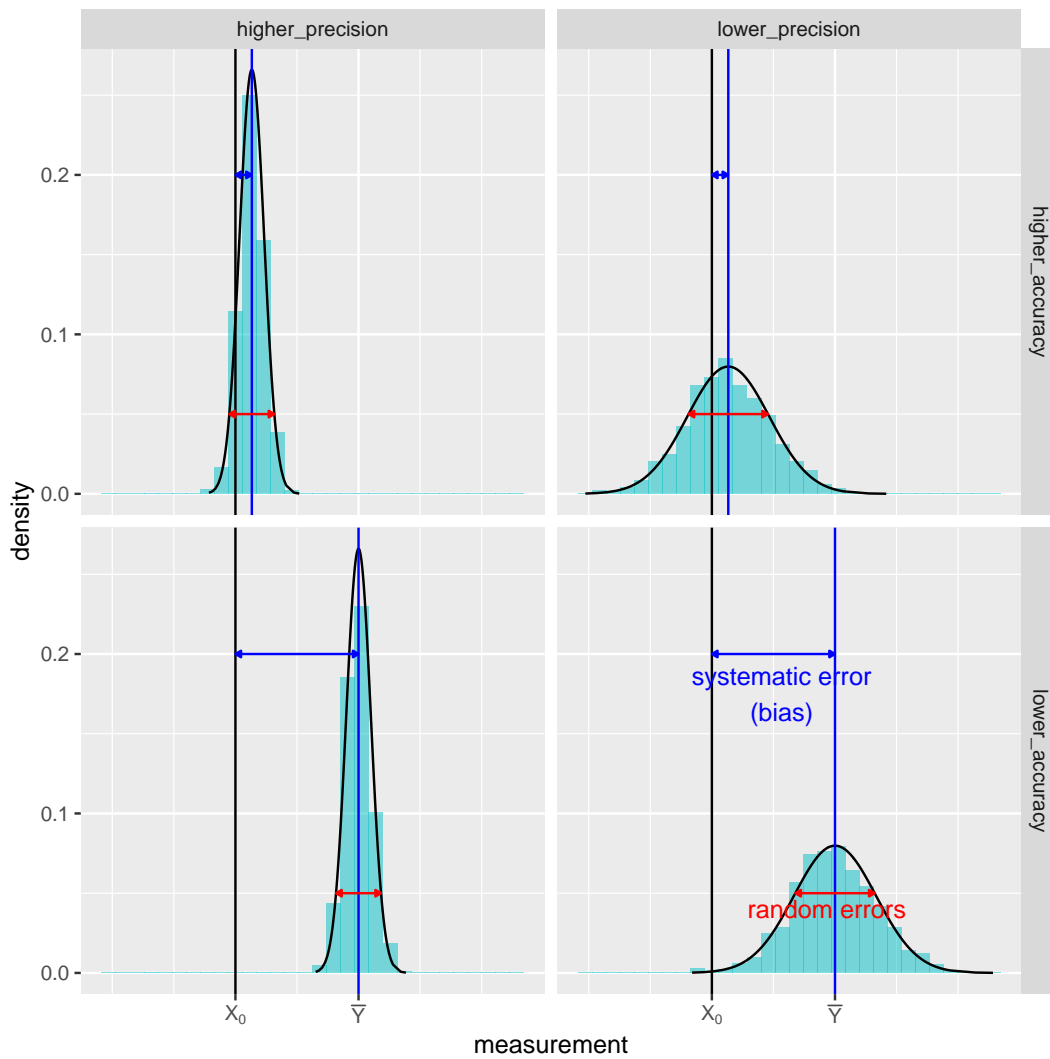 higher_precision
lower_precision
higher_accuracy
0.2
0.1
0.0
density
lower_accuracy
0.2
0.1
0.0
systematic error
(bias)
random errors
X₀
Y̅
X₀
Y̅
measurement